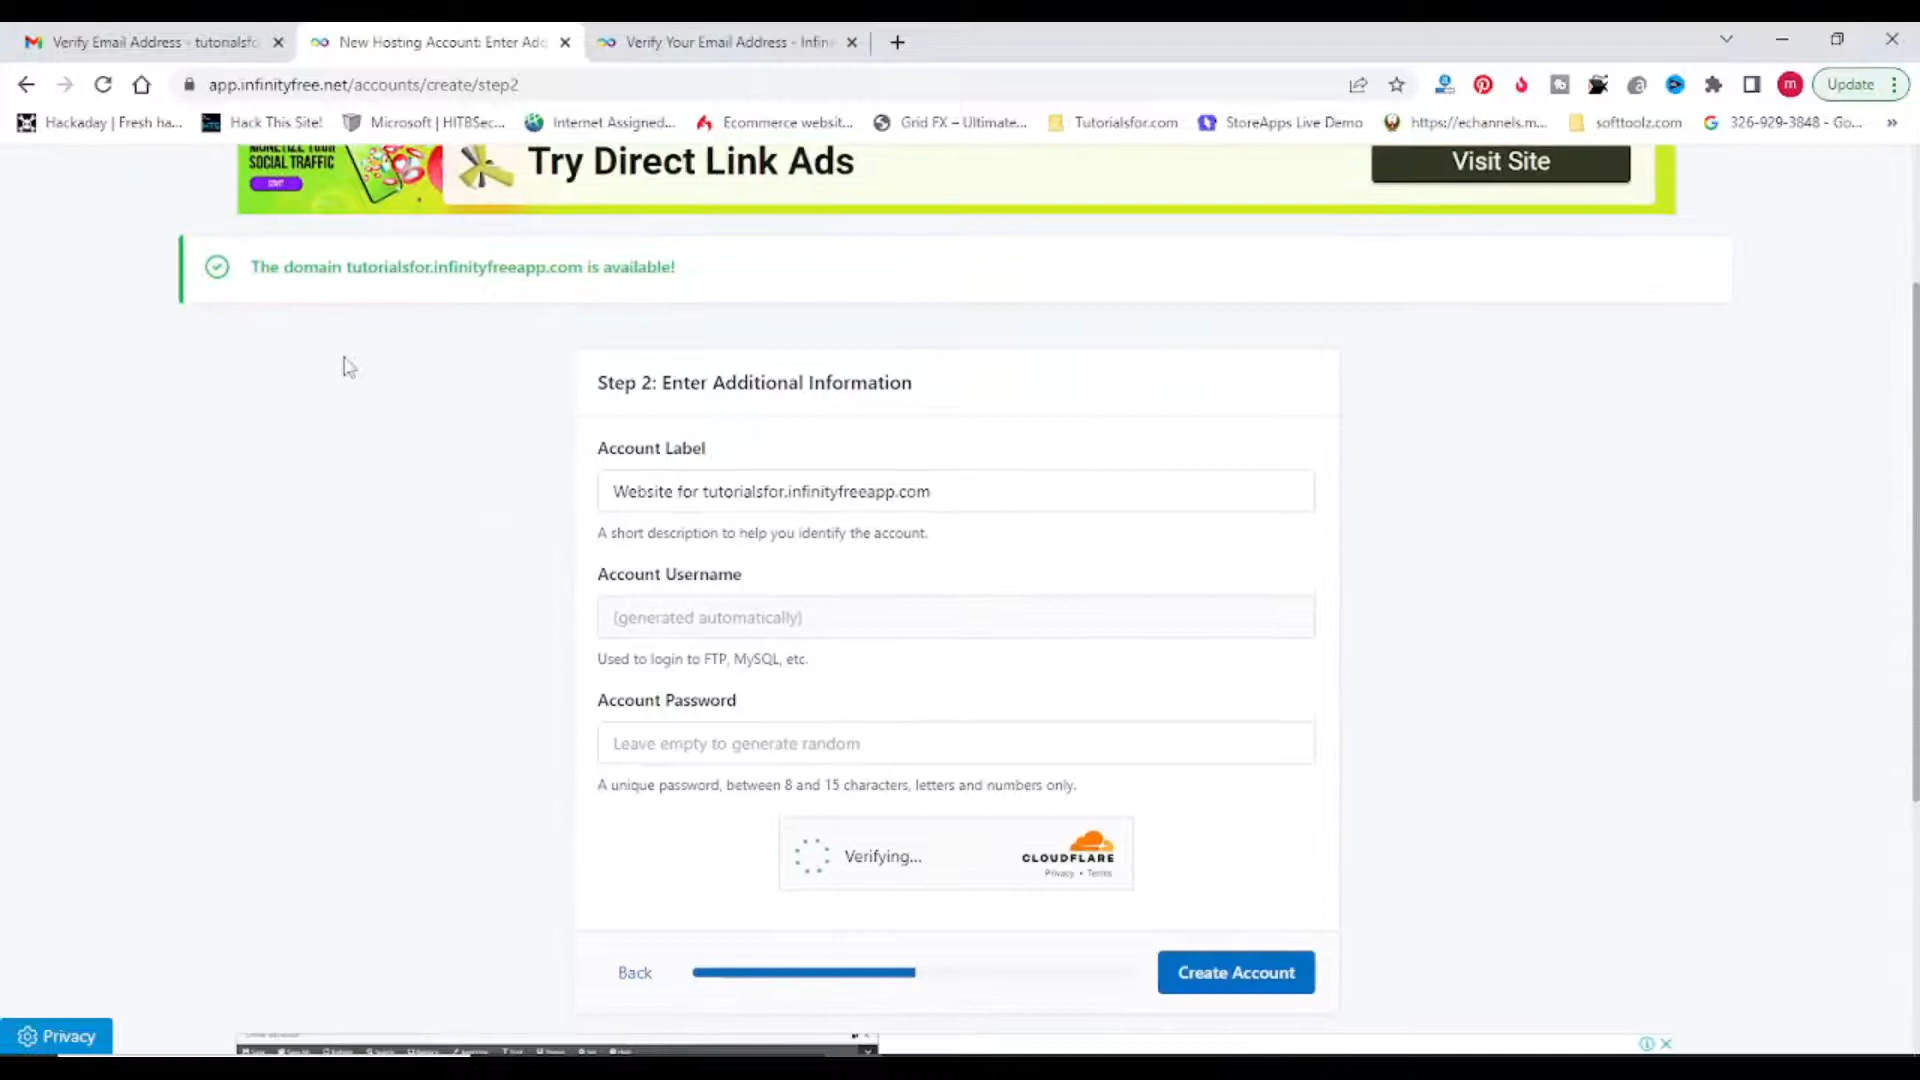 Verify Email Address - tutorialsfo
New Hosting Account: Enter Add
Verify Your Email Address - Infin
app.infinityfree.net/accounts/create/step2
m
Update
Hackaday | Fresh ha...
Hack This Site!
Microsoft | HIT8Sec...
Internet Assigned...
Ecommerce websit...
Grid FX – Ultimate...
Tutorialsfor.com
StoreApps Live Demo
https://echannels.m...
softtoolz.com
326-929-3848 - Go...
»
MONETIZE YOUR
SOCIAL TRAFFIC
START
Try Direct Link Ads
Visit Site
The domain tutorialsfor.infinityfreeapp.com is available!
Step 2: Enter Additional Information
Account Label
Website for tutorialsfor.infinityfreeapp.com
A short description to help you identify the account.
Account Username
(generated automatically)
Used to login to FTP, MySQL, etc.
Account Password
Leave empty to generate random
A unique password, between 8 and 15 characters, letters and numbers only.
Verifying...
CLOUDFLARE
Privacy • Terms
Back
Create Account
Privacy